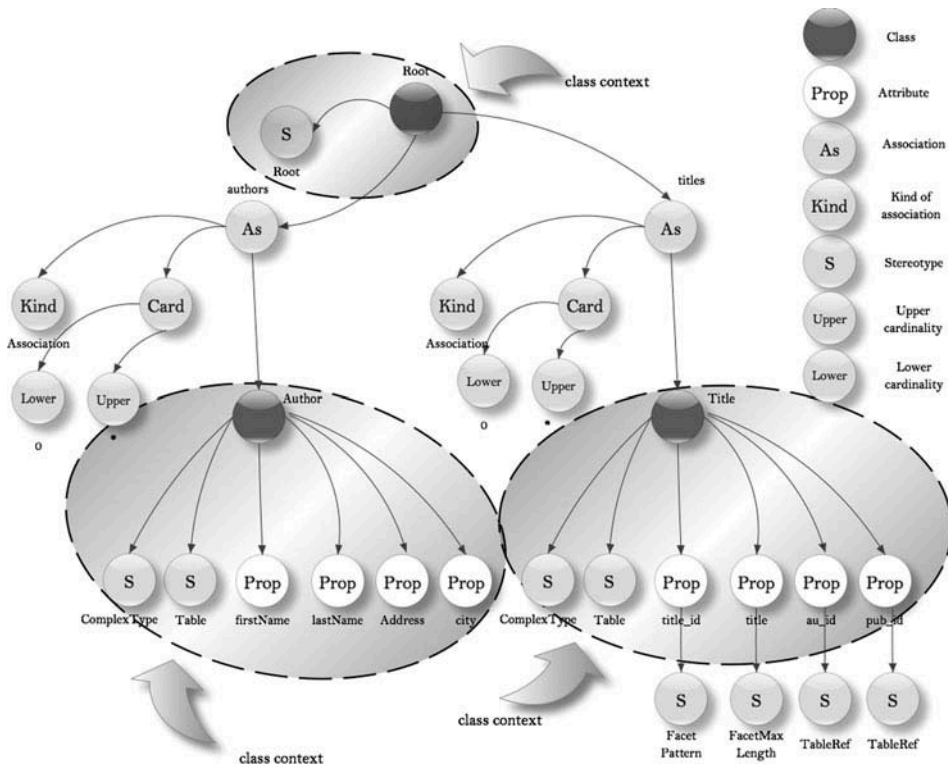 Root
class context
S
Root
authors
titles
As
As
Kind
Card
Association
Lower
Upper
0
•
Kind
Card
Association
Lower
Upper
0
•
Class
Prop
Attribute
As
Association
Kind
Kind of
association
S
Stereotype
Upper
Upper
cardinality
Lower
Lower
cardinality
Author
S
S
Prop
Prop
Prop
Prop
ComplexType
Table
firstName
lastName
Address
city
class context
Title
S
S
Prop
Prop
Prop
Prop
ComplexType
Table
title_id
title
au_id
pub_id
class context
S
S
S
S
Facet
Pattern
FacetMax
Length
TableRef
TableRef